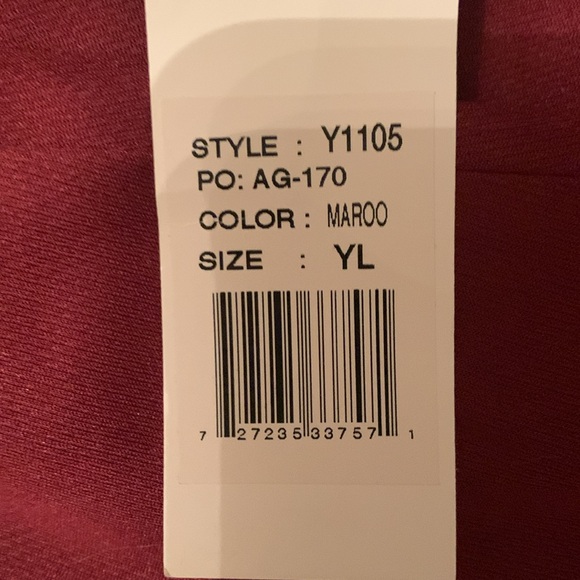 STYLE : Y1105
PO: AG-170
COLOR : MAROO
SIZE : YL
7 27235 33757 1